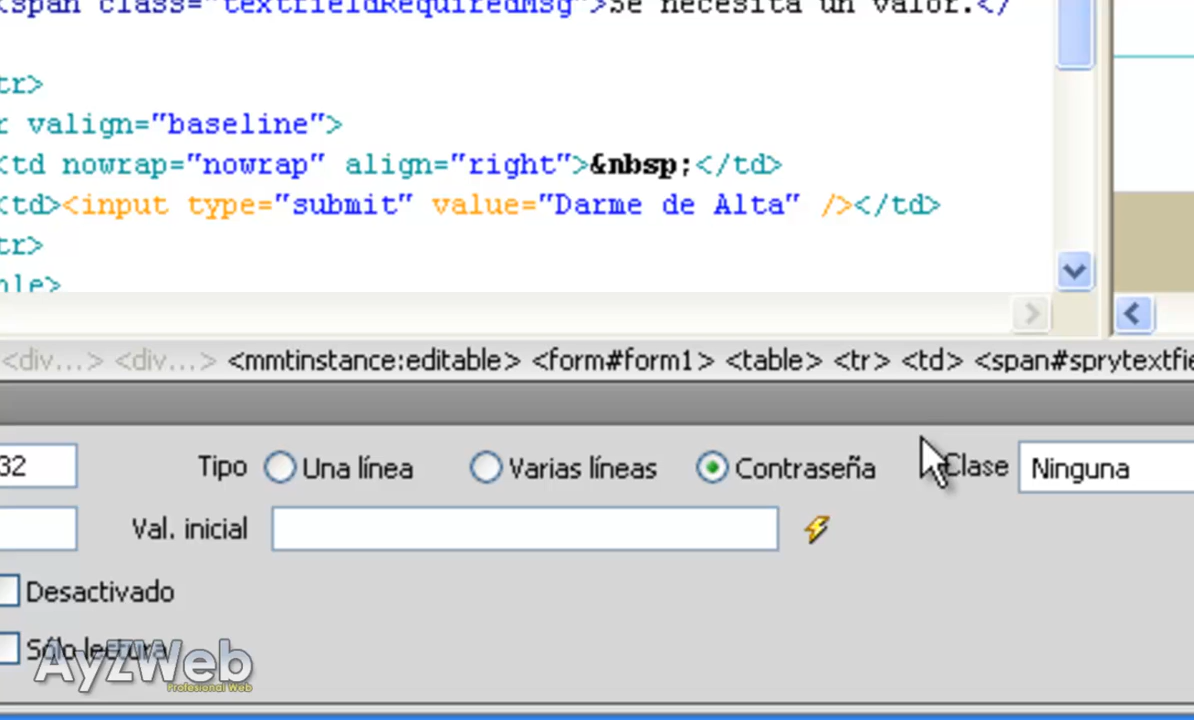 <span class="textfieldRequiredMsg">Se necesita un valor.</
tr>
r valign="baseline">
<td nowrap="nowrap" align="right">&nbsp;</td>
<td><input type="submit" value="Darme de Alta" /></td>
tr>
ble>
<div...> <div...> <mmtinstance:editable> <form#form1> <table> <tr> <td> <span#sprytextfie
32 Tipo Una línea Varias líneas Contraseña Clase Ninguna
Val. inicial
Desactivado
Sólo lectura
AyzWeb
Profesional Web